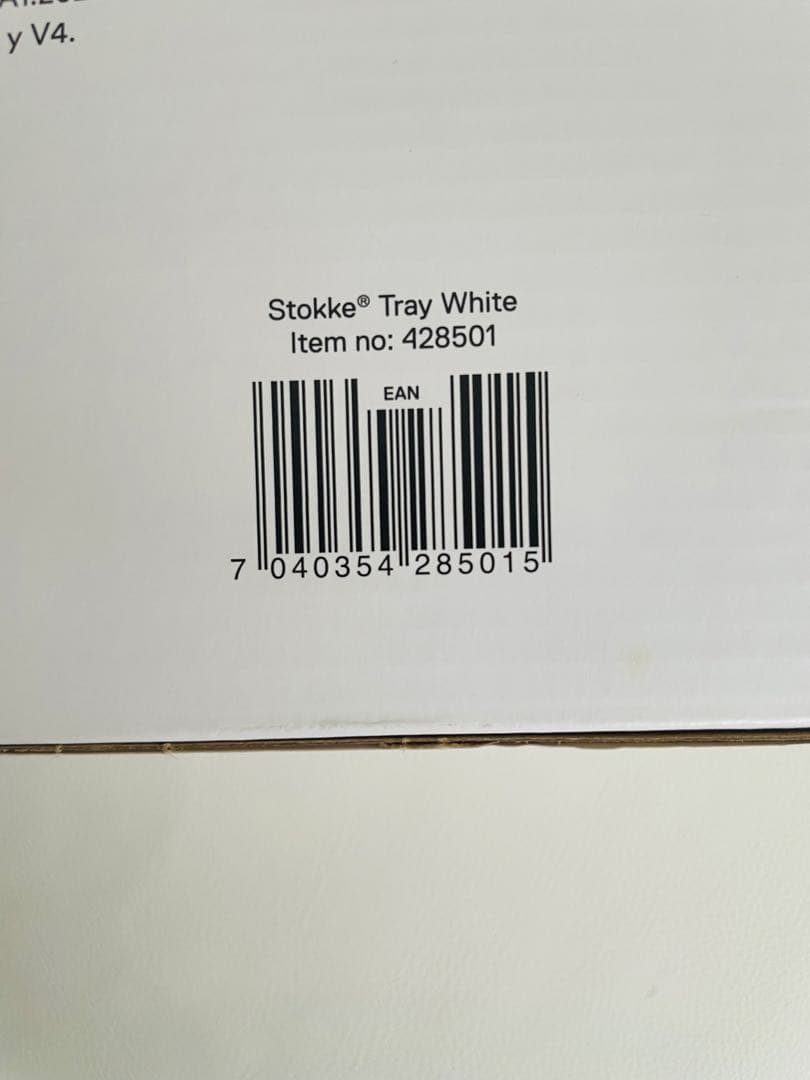 y V4.
Stokke® Tray White
Item no: 428501
EAN
7 040354 285015